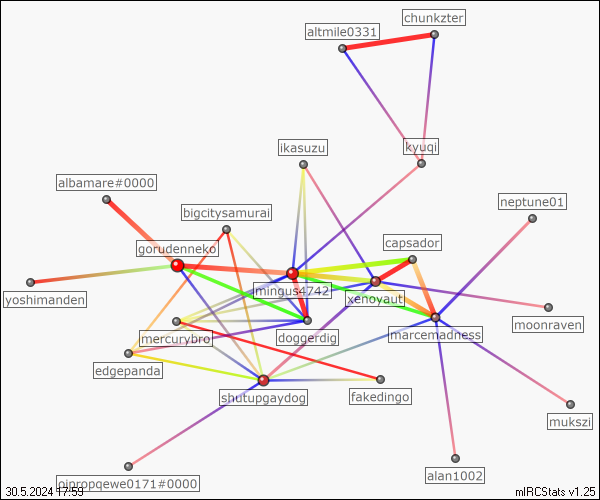 chunkzter
altmile0331
ikasuzu
kyuqi
albamare#0000
neptune01
bigcitysamurai
gorudenneko
capsador
mingus4742
xenoyaut
yoshimanden
moonraven
mercurybro
doggerdig
marcemadness
edgepanda
shutupgaydog
fakedingo
mukszi
pipropqewe0171#0000
alan1002
30.5.2024 17:59
mIRCStats v1.25